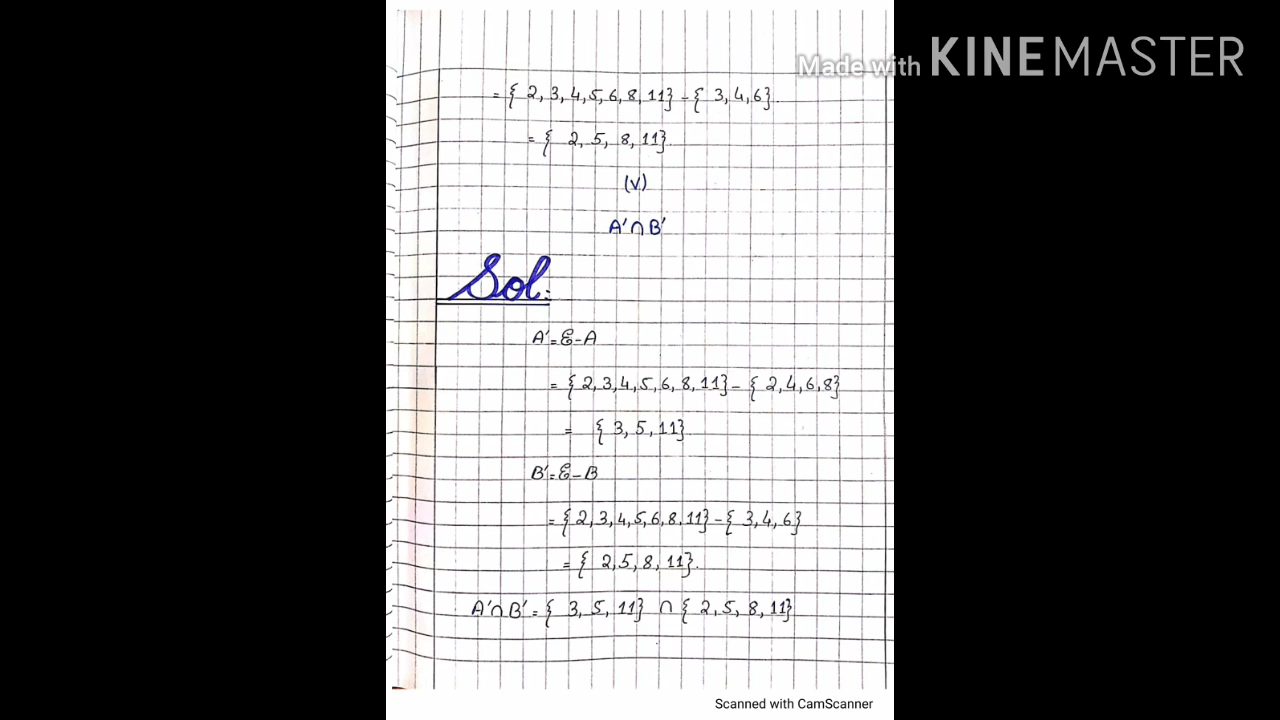 Made with KINEMASTER
= { 2, 3, 4, 5, 6, 8, 11} - { 3, 4, 6}.
= { 2, 5, 8, 11}.
(v)
A'∩B'
Sol:
A' = ℰ - A
= { 2, 3, 4, 5, 6, 8, 11} - { 2, 4, 6, 8}
= { 3, 5, 11}.
B' = ℰ - B
= { 2, 3, 4, 5, 6, 8, 11} - { 3, 4, 6}
= { 2, 5, 8, 11}.
A'∩B' = { 3, 5, 11} ∩ { 2, 5, 8, 11}
Scanned with CamScanner